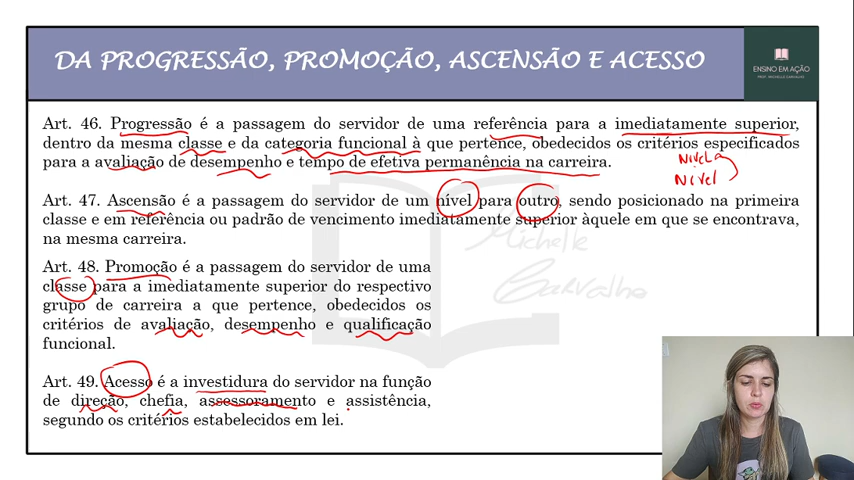 DA PROGRESSÃO, PROMOÇÃO, ASCENSÃO E ACESSO
ENSINO EM AÇÃO
PROF. MICHELLE CARVALHO
Art. 46. Progressão é a passagem do servidor de uma referência para a imediatamente superior,
dentro da mesma classe e da categoria funcional à que pertence, obedecidos os critérios especificados
para a avaliação de desempenho e tempo de efetiva permanência na carreira.
Nível
Nível
Art. 47. Ascensão é a passagem do servidor de um nível para outro, sendo posicionado na primeira
classe e em referência ou padrão de vencimento imediatamente superior àquele em que se encontrava,
na mesma carreira.
Michelle
Carvalho
Art. 48. Promoção é a passagem do servidor de uma
classe para a imediatamente superior do respectivo
grupo de carreira a que pertence, obedecidos os
critérios de avaliação, desempenho e qualificação
funcional.
Art. 49. Acesso é a investidura do servidor na função
de direção, chefia, assessoramento e assistência,
segundo os critérios estabelecidos em lei.